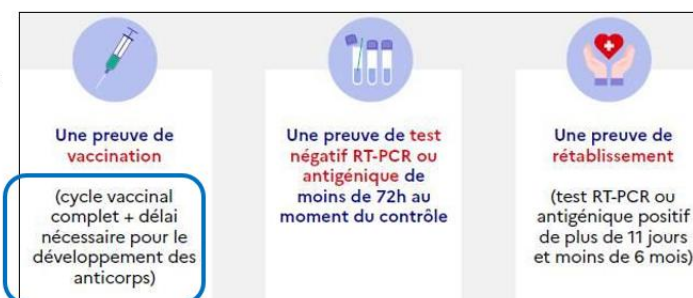 Une preuve de
vaccination
(cycle vaccinal
complet + délai
nécessaire pour le
développement des
anticorps)
Une preuve de test
négatif RT-PCR ou
antigénique de
moins de 72h au
moment du contrôle
Une preuve de
rétablissement
(test RT-PCR ou
antigénique positif
de plus de 11 jours
et moins de 6 mois)